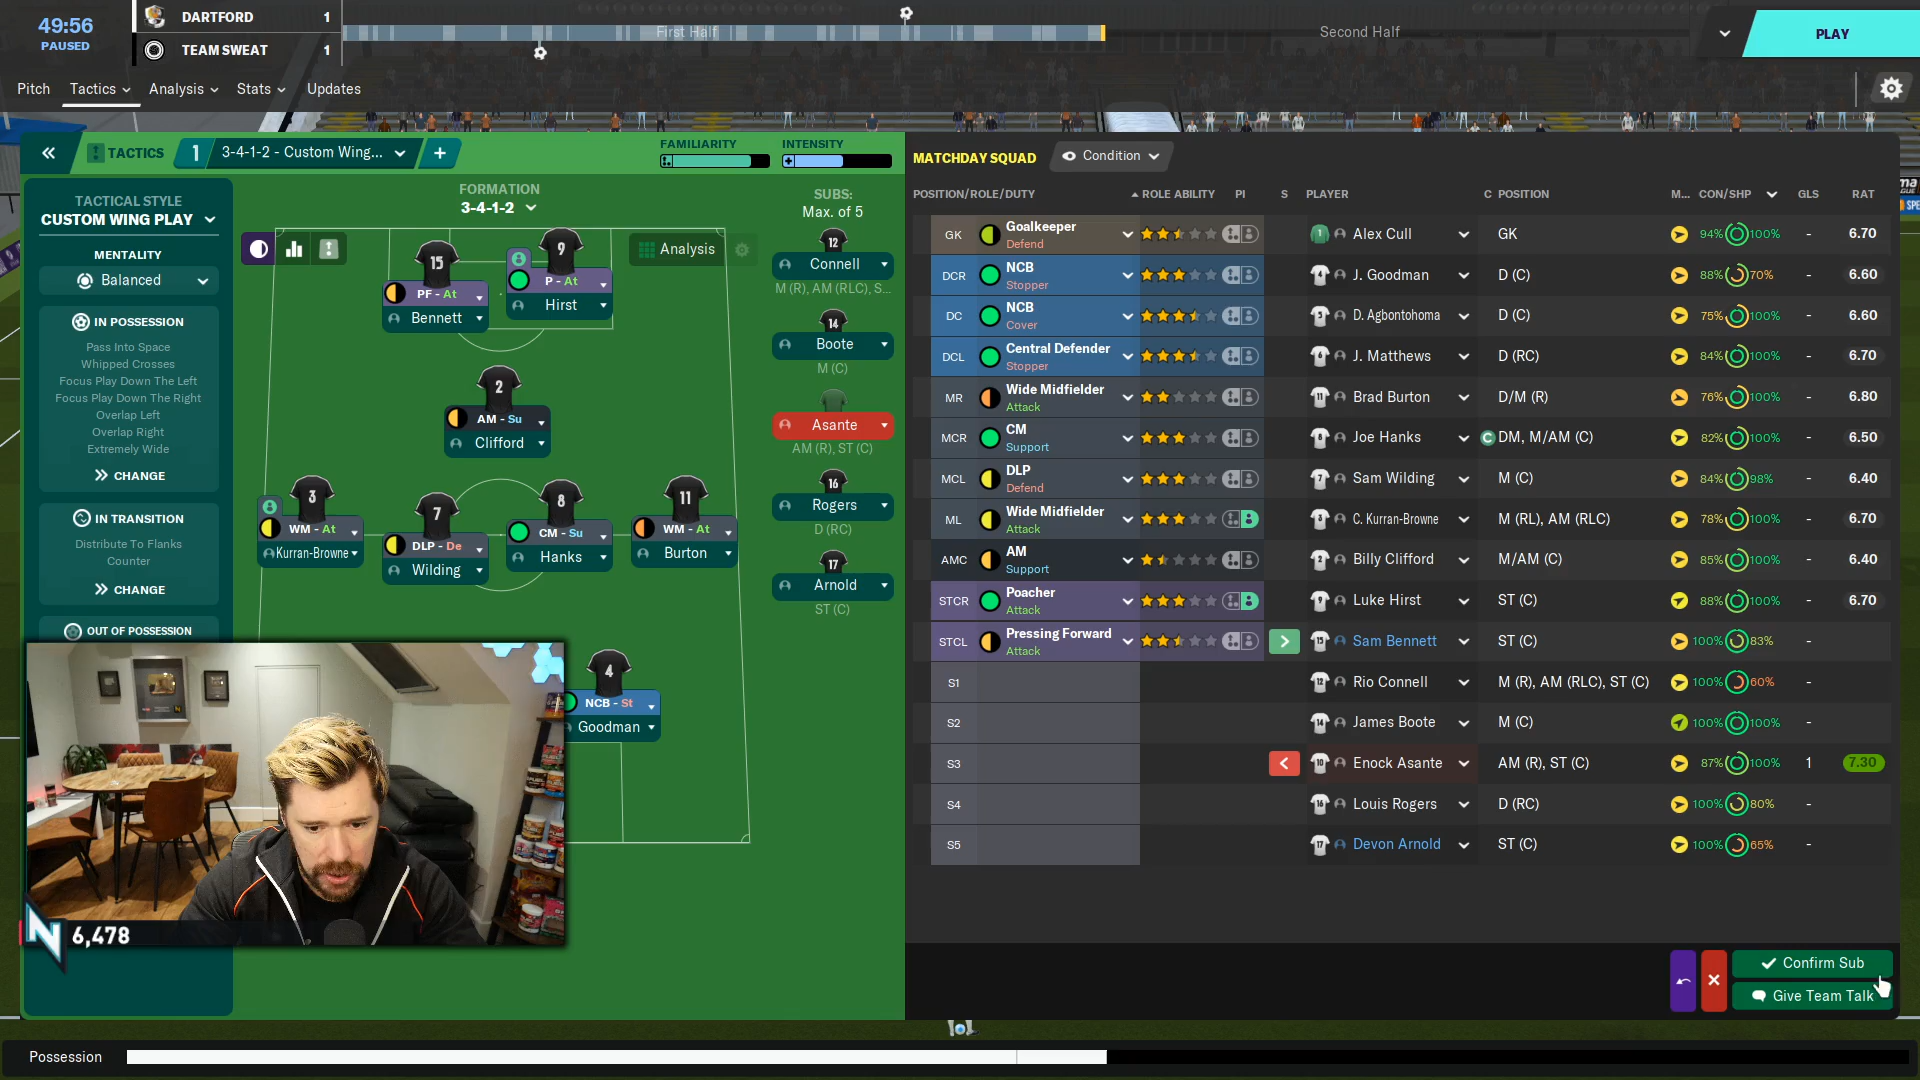 49:56
PAUSED
DARTFORD 1
TEAM SWEAT 1
First Half
Second Half
PLAY
Pitch
Tactics
Analysis
Stats
Updates
TACTICS
1
3-4-1-2 - Custom Wing...
+
FAMILIARITY
INTENSITY
TACTICAL STYLE
CUSTOM WING PLAY
MENTALITY
Balanced
IN POSSESSION
Pass Into Space
Whipped Crosses
Focus Play Down The Left
Focus Play Down The Right
Overlap Left
Overlap Right
Extremely Wide
CHANGE
IN TRANSITION
Distribute To Flanks
Counter
CHANGE
OUT OF POSSESSION
FORMATION
3-4-1-2
Analysis
15
PF - At
Bennett
9
P - At
Hirst
2
AM - Su
Clifford
3
WM - At
Kurran-Browne
7
DLP - De
Wilding
8
CM - Su
Hanks
11
WM - At
Burton
4
NCB - St
Goodman
SUBS:
Max. of 5
12
Connell
M (R), AM (RLC), S...
14
Boote
M (C)
Asante
AM (R), ST (C)
16
Rogers
D (RC)
17
Arnold
ST (C)
6,478
MATCHDAY SQUAD
Condition
POSITION/ROLE/DUTY ROLE ABILITY PI S PLAYER C POSITION M... CON/SHP GLS RAT
GK Goalkeeper Defend 1 Alex Cull GK 94% 100% - 6.70
DCR NCB Stopper J. Goodman D (C) 88% 70% - 6.60
DC NCB Cover D. Agbontohoma D (C) 75% 100% - 6.60
DCL Central Defender Stopper J. Matthews D (RC) 84% 100% - 6.70
MR Wide Midfielder Attack 11 Brad Burton D/M (R) 76% 100% - 6.80
MCR CM Support 8 Joe Hanks C DM, M/AM (C) 82% 100% - 6.50
MCL DLP Defend 7 Sam Wilding M (C) 84% 98% - 6.40
ML Wide Midfielder Attack 3 C. Kurran-Browne M (RL), AM (RLC) 78% 100% - 6.70
AMC AM Support 2 Billy Clifford M/AM (C) 85% 100% - 6.40
STCR Poacher Attack 9 Luke Hirst ST (C) 88% 100% - 6.70
STCL Pressing Forward Attack 15 Sam Bennett ST (C) 100% 83% -
S1 12 Rio Connell M (R), AM (RLC), ST (C) 100% 60% -
S2 14 James Boote M (C) 100% 100% -
S3 10 Enock Asante AM (R), ST (C) 87% 100% 1 7.30
S4 16 Louis Rogers D (RC) 100% 80% -
S5 17 Devon Arnold ST (C) 100% 65% -
Confirm Sub
Give Team Talk
Possession